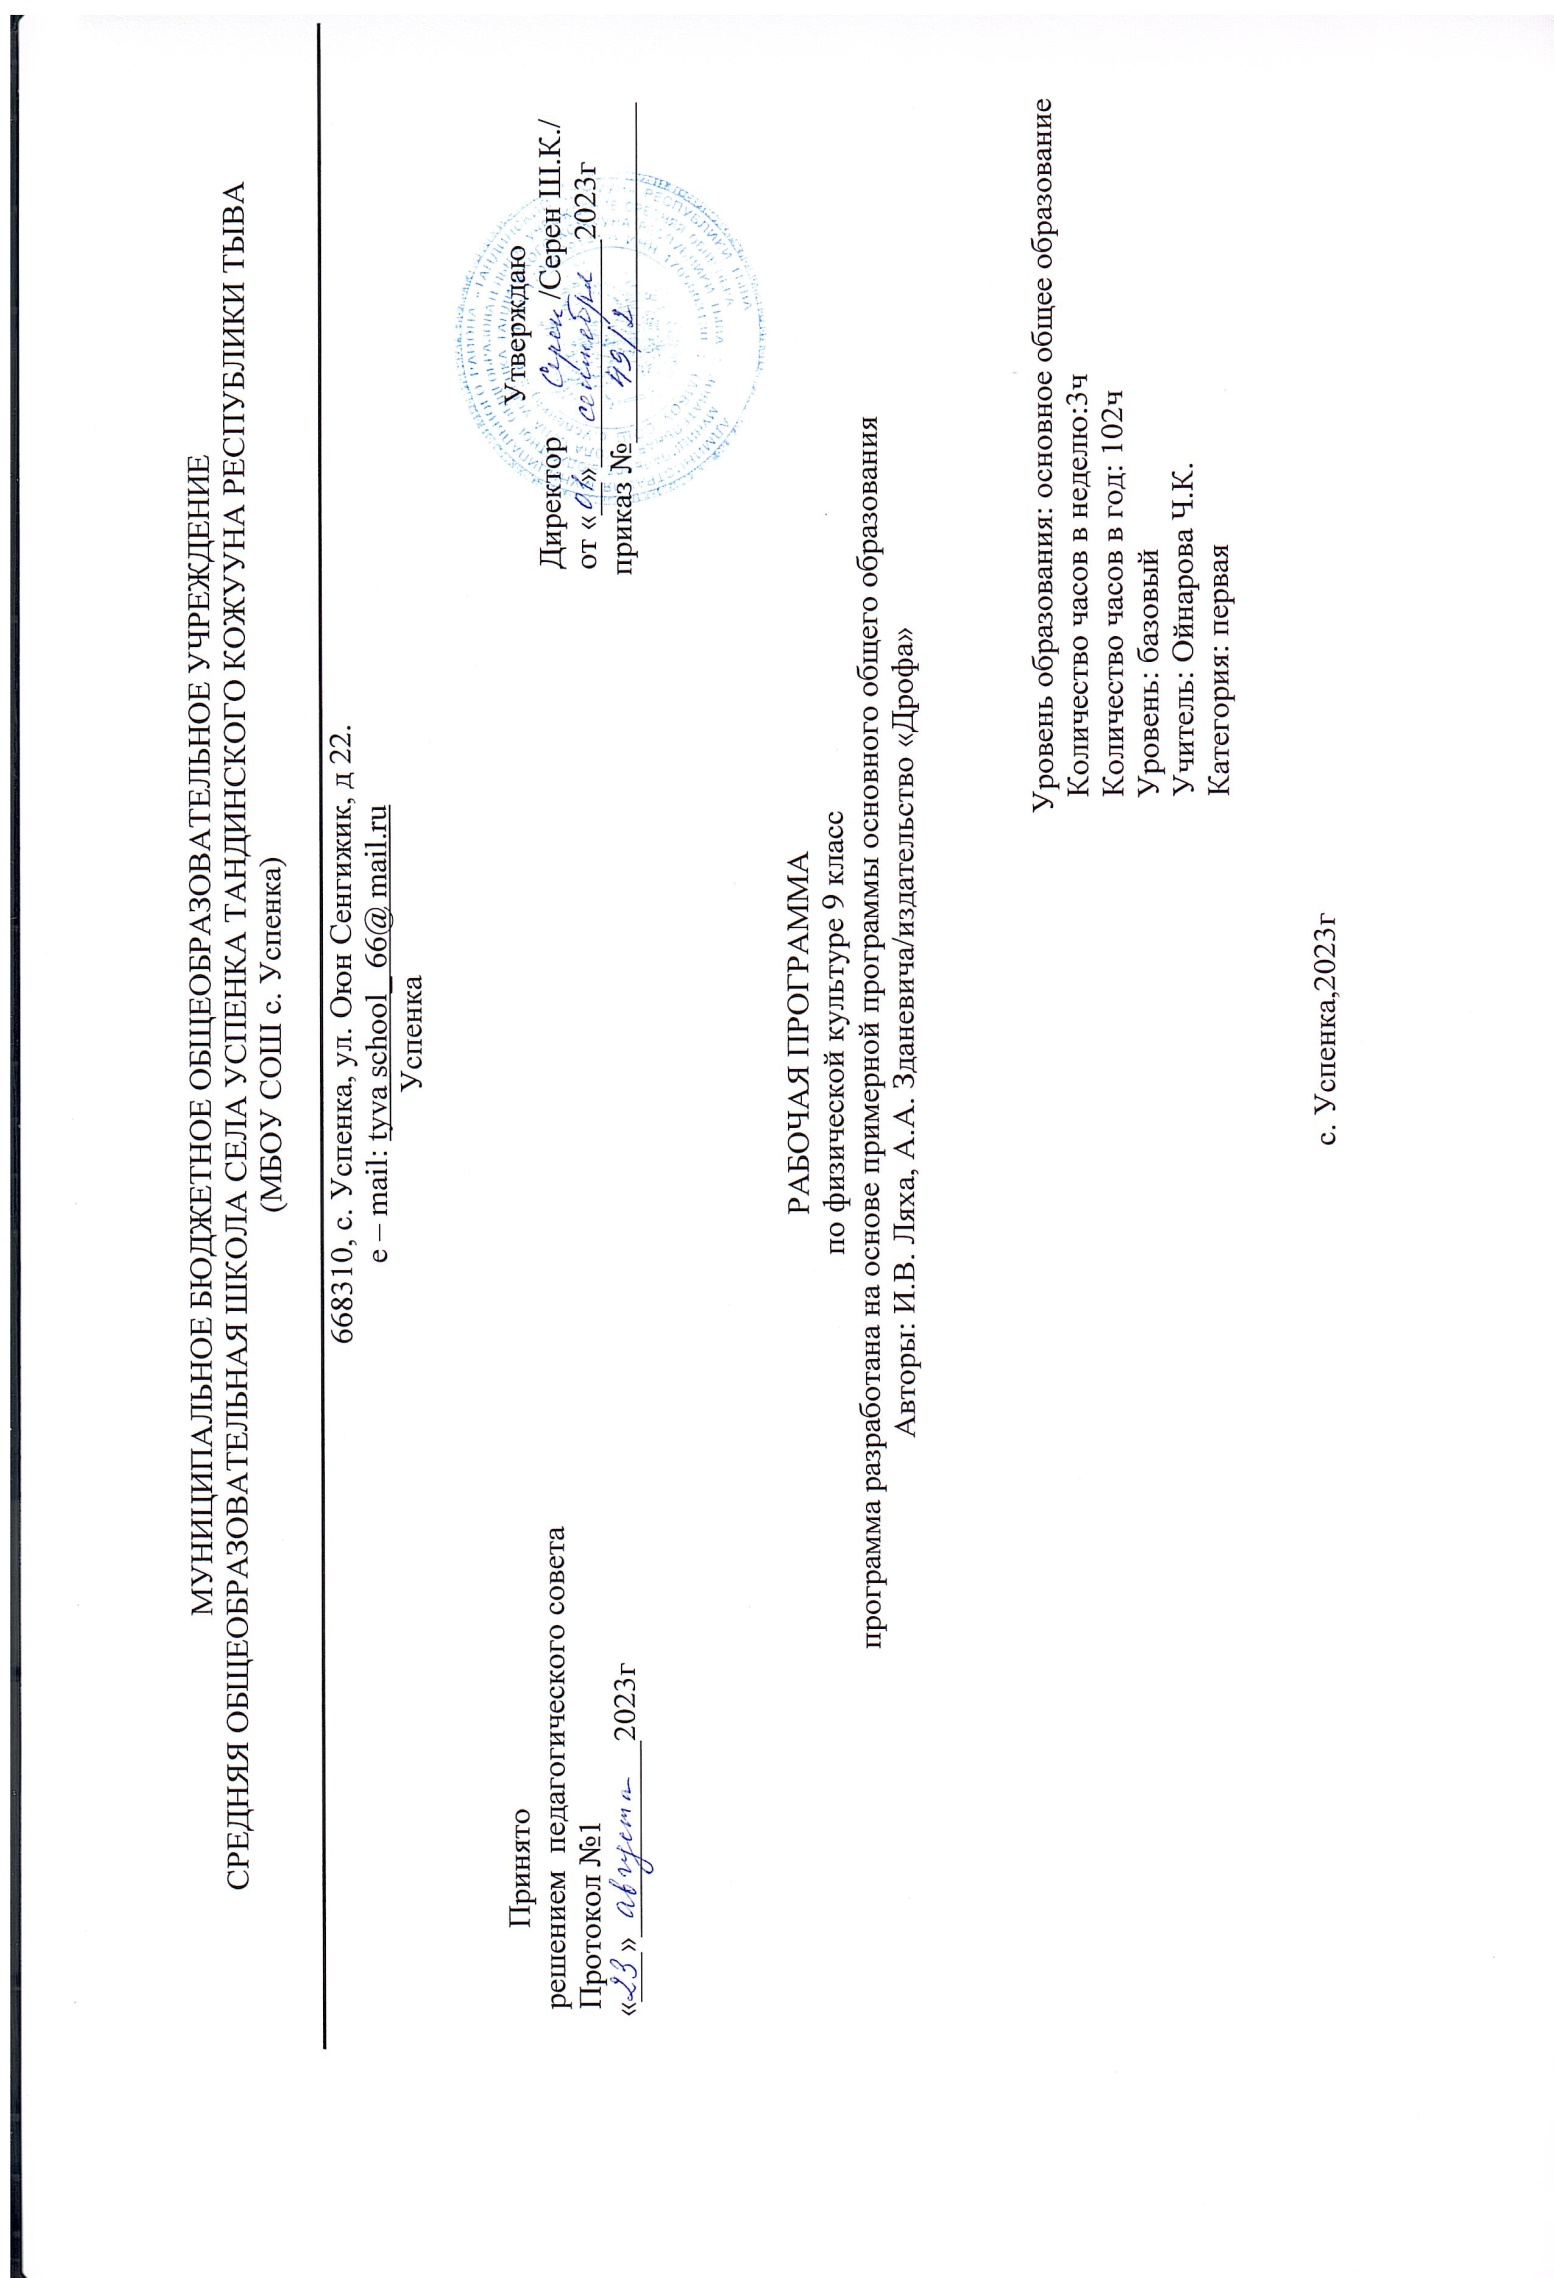 МУНИЦИПАЛЬНОЕ БЮДЖЕТНОЕ ОБЩЕОБРАЗОВАТЕЛЬНОЕ УЧРЕЖДЕНИЕ
СРЕДНЯЯ ОБЩЕОБРАЗОВАТЕЛЬНАЯ ШКОЛА СЕЛА УСПЕНКА ТАНДИНСКОГО КОЖУУНА РЕСПУБЛИКИ ТЫВА
(МБОУ СОШ с. Успенка)
668310, с. Успенка, ул. Оюн Сенгижик, д 22.
e – mail: tyva school_ 66@ mail.ru
Успенка
Принято
решением педагогического совета
Протокол №1
«23» августа 2023г
Утверждаю
Директор Серен /Серен Ш.К./
от «01» сентября 2023г
приказ № 49/2
РАБОЧАЯ ПРОГРАММА
по физической культуре 9 класс
программа разработана на основе примерной программы основного общего образования
Авторы: И.В. Ляха, А.А. Зданевича/издательство «Дрофа»
Уровень образования: основное общее образование
Количество часов в неделю:3ч
Количество часов в год: 102ч
Уровень: базовый
Учитель: Ойнарова Ч.К.
Категория: первая
с. Успенка,2023г